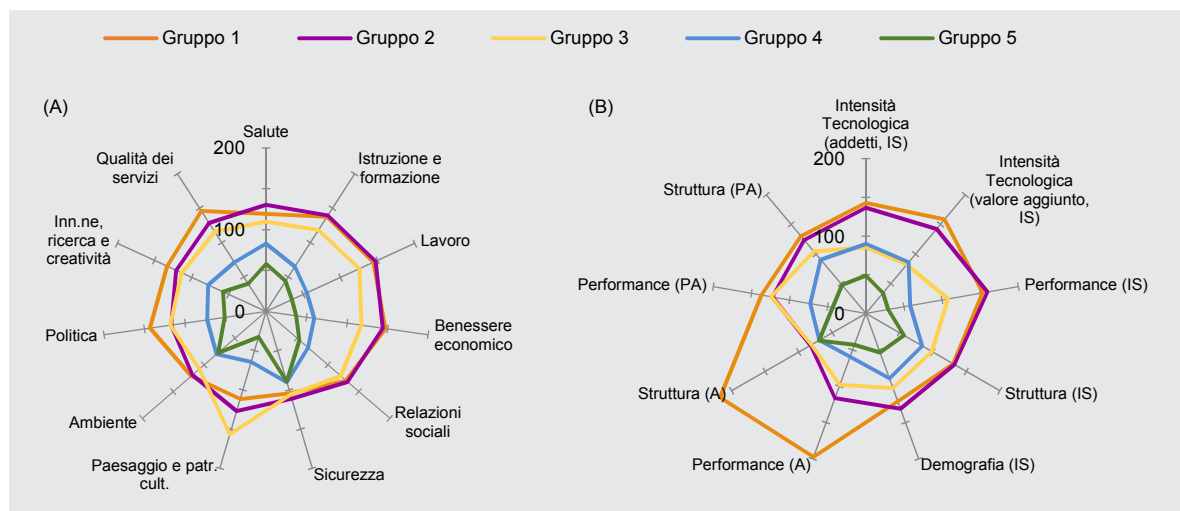 Gruppo 1
Gruppo 2
Gruppo 3
Gruppo 4
Gruppo 5
(A)
Salute
200
100
0
Istruzione e
formazione
Lavoro
Benessere
economico
Relazioni
sociali
Sicurezza
Paesaggio e patr.
cult.
Ambiente
Politica
Inn.ne,
ricerca e
creatività
Qualità dei
servizi
(B)
Intensità
Tecnologica
(addetti, IS)
200
100
0
Intensità
Tecnologica
(valore aggiunto,
IS)
Performance (IS)
Struttura (IS)
Demografia (IS)
Performance (A)
Struttura (A)
Performance (PA)
Struttura (PA)